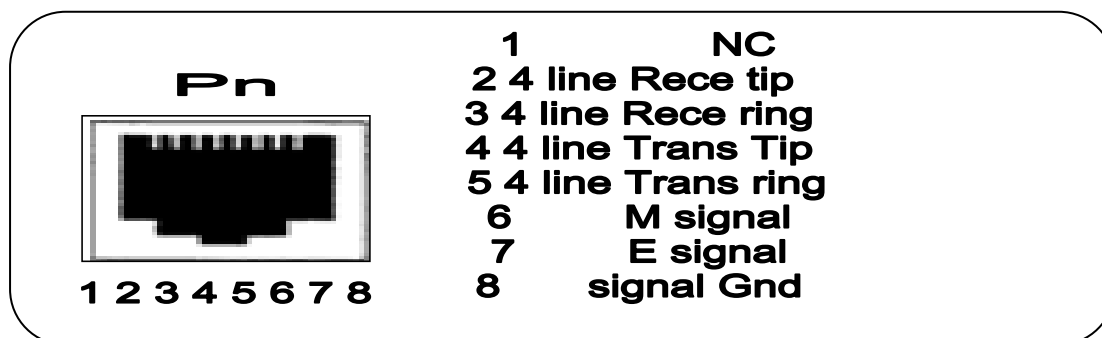 Pn
1 2 3 4 5 6 7 8
1 NC
2 4 line Rece tip
3 4 line Rece ring
4 4 line Trans Tip
5 4 line Trans ring
6 M signal
7 E signal
8 signal Gnd